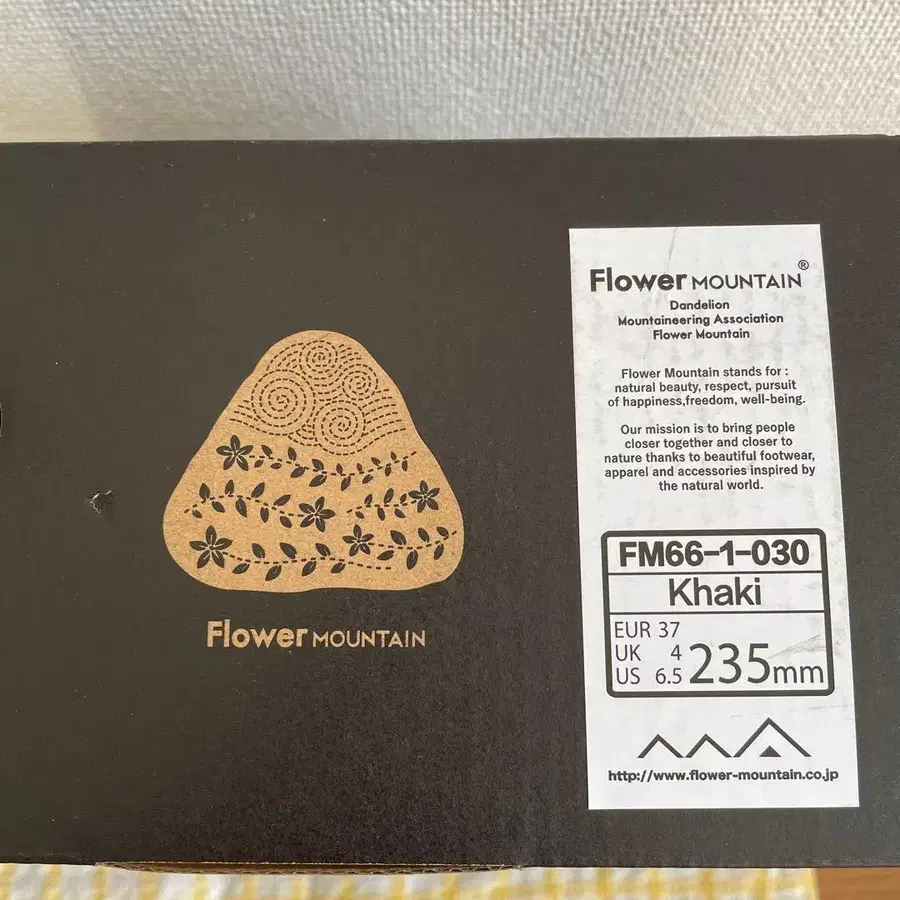 Flower MOUNTAIN
Flower MOUNTAIN®
Dandelion
Mountaineering Association
Flower Mountain
Flower Mountain stands for :
natural beauty, respect, pursuit
of happiness,freedom, well-being.
Our mission is to bring people
closer together and closer to
nature thanks to beautiful footwear,
apparel and accessories inspired by
the natural world.
FM66-1-030
Khaki
EUR 37
UK 4
US 6.5
235mm
http://www.flower-mountain.co.jp